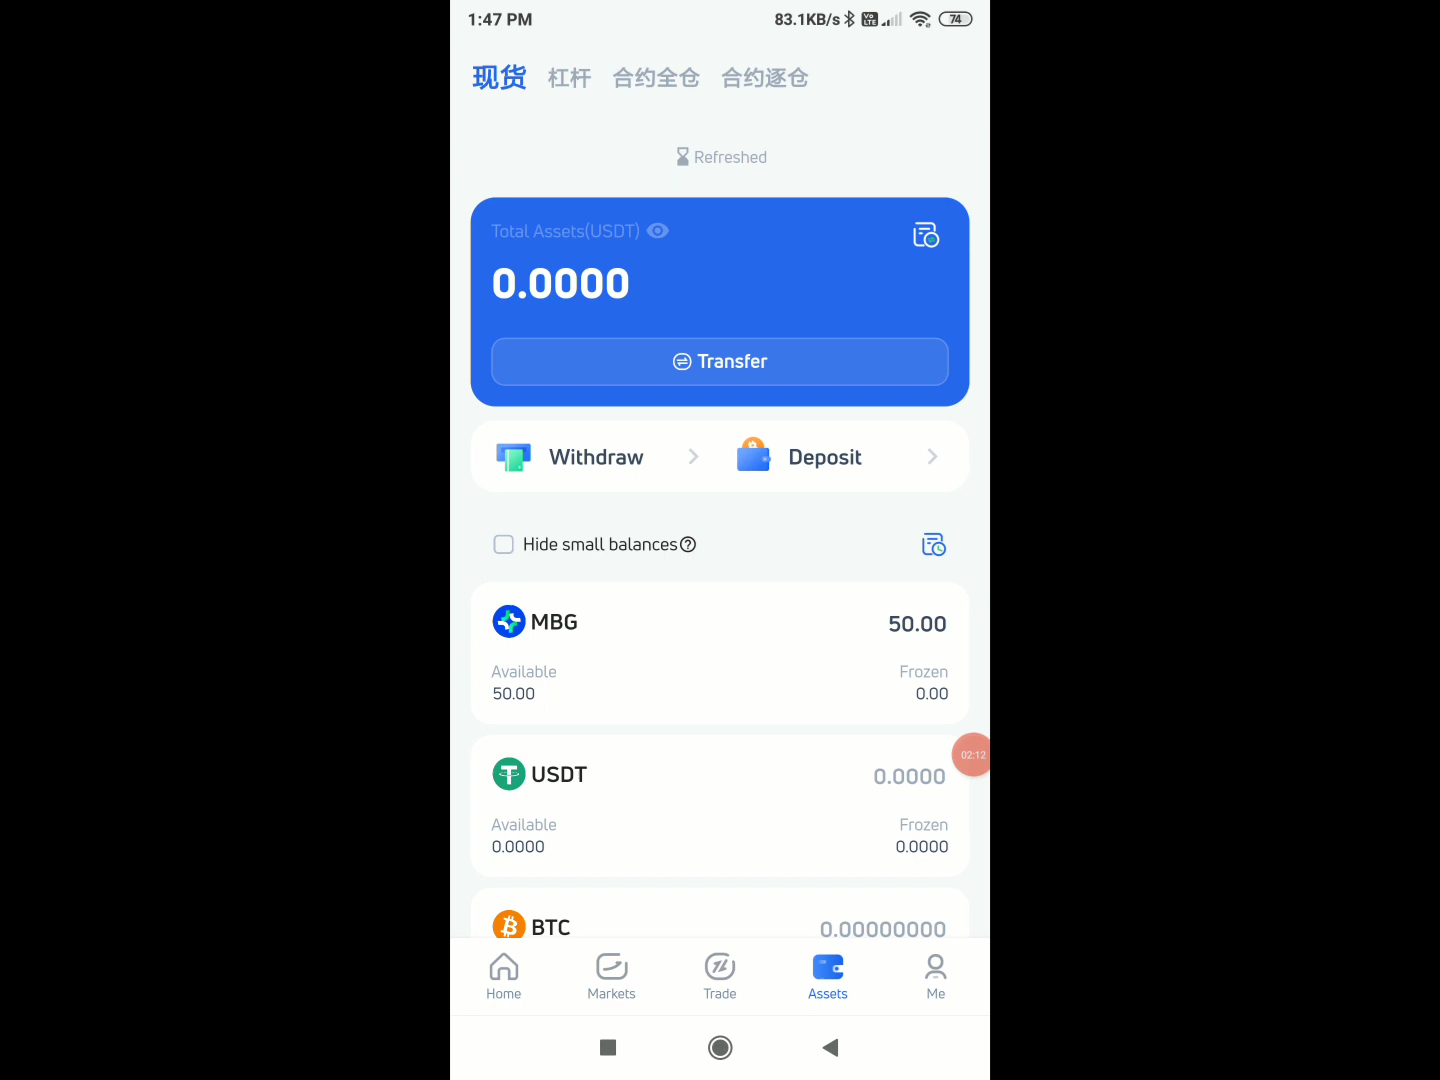 1:47 PM 83.1KB/s Vo LTE 74
现货 杠杆 合约全仓 合约逐仓
Refreshed
Total Assets(USDT)
0.0000
Transfer
Withdraw Deposit
Hide small balances
MBG 50.00
Available Frozen
50.00 0.00
02:12
USDT 0.0000
Available Frozen
0.0000 0.0000
BTC 0.00000000
Home Markets Trade Assets Me